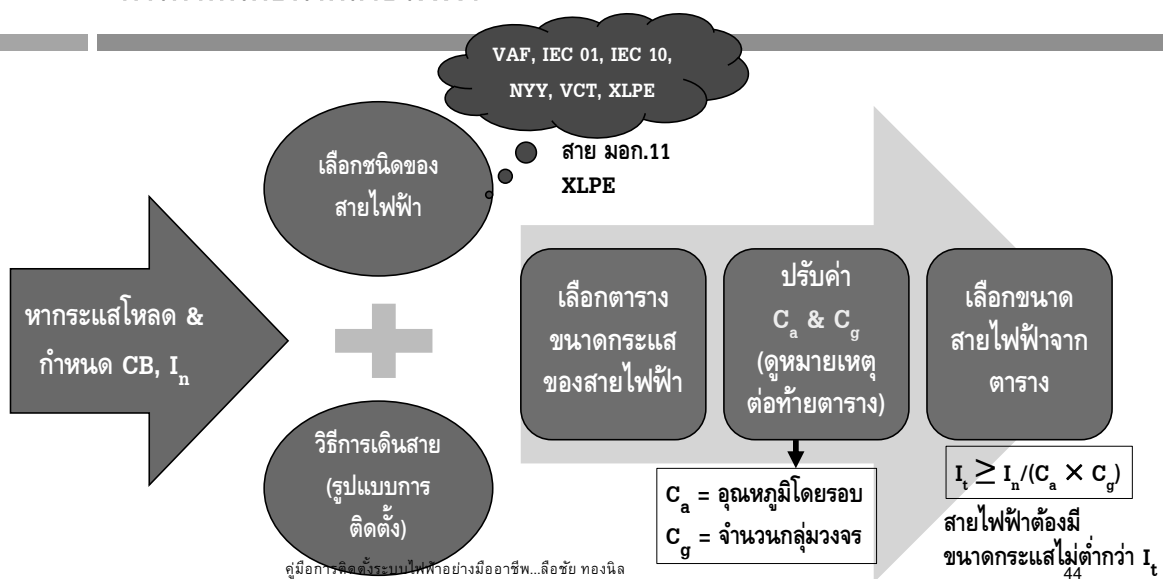 VAF, IEC 01, IEC 10,
NYY, VCT, XLPE
สาย มอก.11
XLPE
เลือกชนิดของ
สายไฟฟ้า
หากระแสโหลด &
กำหนด CB, Iₙ
วิธีการเดินสาย
(รูปแบบการ
ติดตั้ง)
เลือกตาราง
ขนาดกระแส
ของสายไฟฟ้า
ปรับค่า
C_a & C_g
(ดูหมายเหตุ
ต่อท้ายตาราง)
เลือกขนาด
สายไฟฟ้าจาก
ตาราง
C_a = อุณหภูมิโดยรอบ
C_g = จำนวนกลุ่มวงจร
I_t ≥ I_n/(C_a × C_g)
สายไฟฟ้าต้องมี
ขนาดกระแสไม่ต่ำกว่า I_t
คู่มือการติดตั้งระบบไฟฟ้าอย่างมืออาชีพ...ลือชัย ทองนิล
44